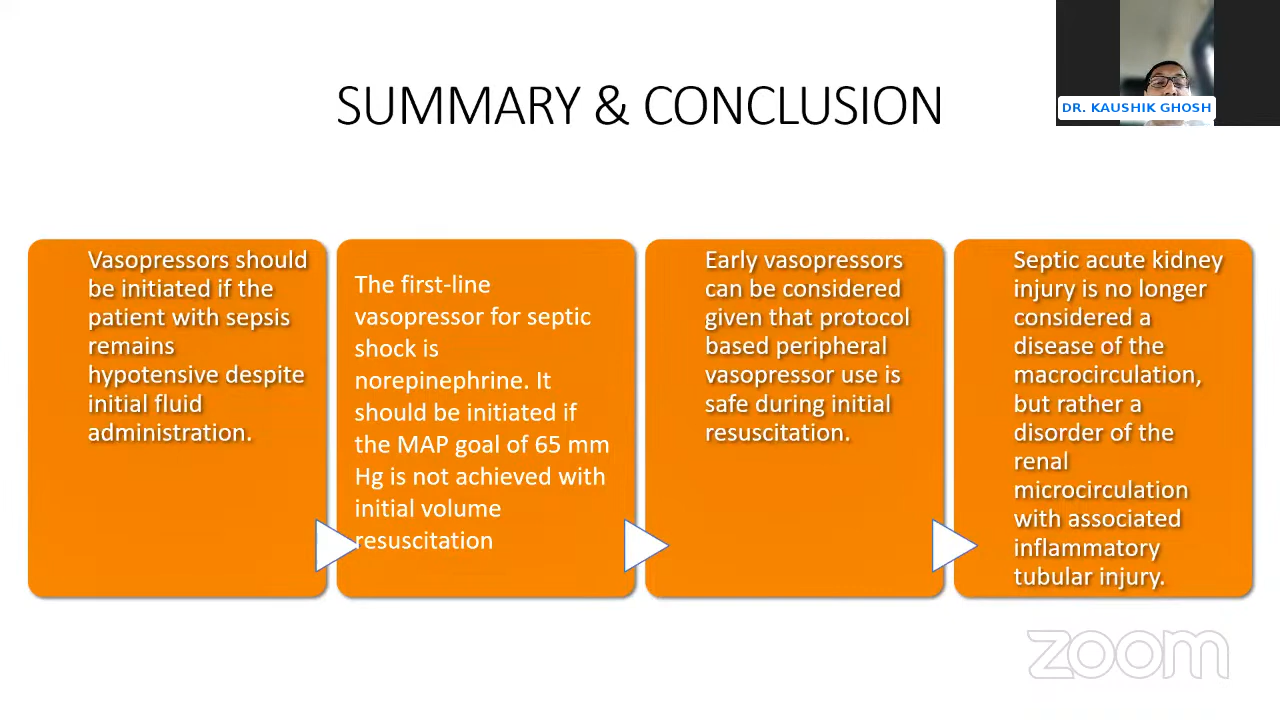 SUMMARY & CONCLUSION
DR. KAUSHIK GHOSH
Vasopressors should
be initiated if the
patient with sepsis
remains
hypotensive despite
initial fluid
administration.
The first-line
vasopressor for septic
shock is
norepinephrine. It
should be initiated if
the MAP goal of 65 mm
Hg is not achieved with
initial volume
resuscitation
Early vasopressors
can be considered
given that protocol
based peripheral
vasopressor use is
safe during initial
resuscitation.
Septic acute kidney
injury is no longer
considered a
disease of the
macrocirculation,
but rather a
disorder of the
renal
microcirculation
with associated
inflammatory
tubular injury.
zoom